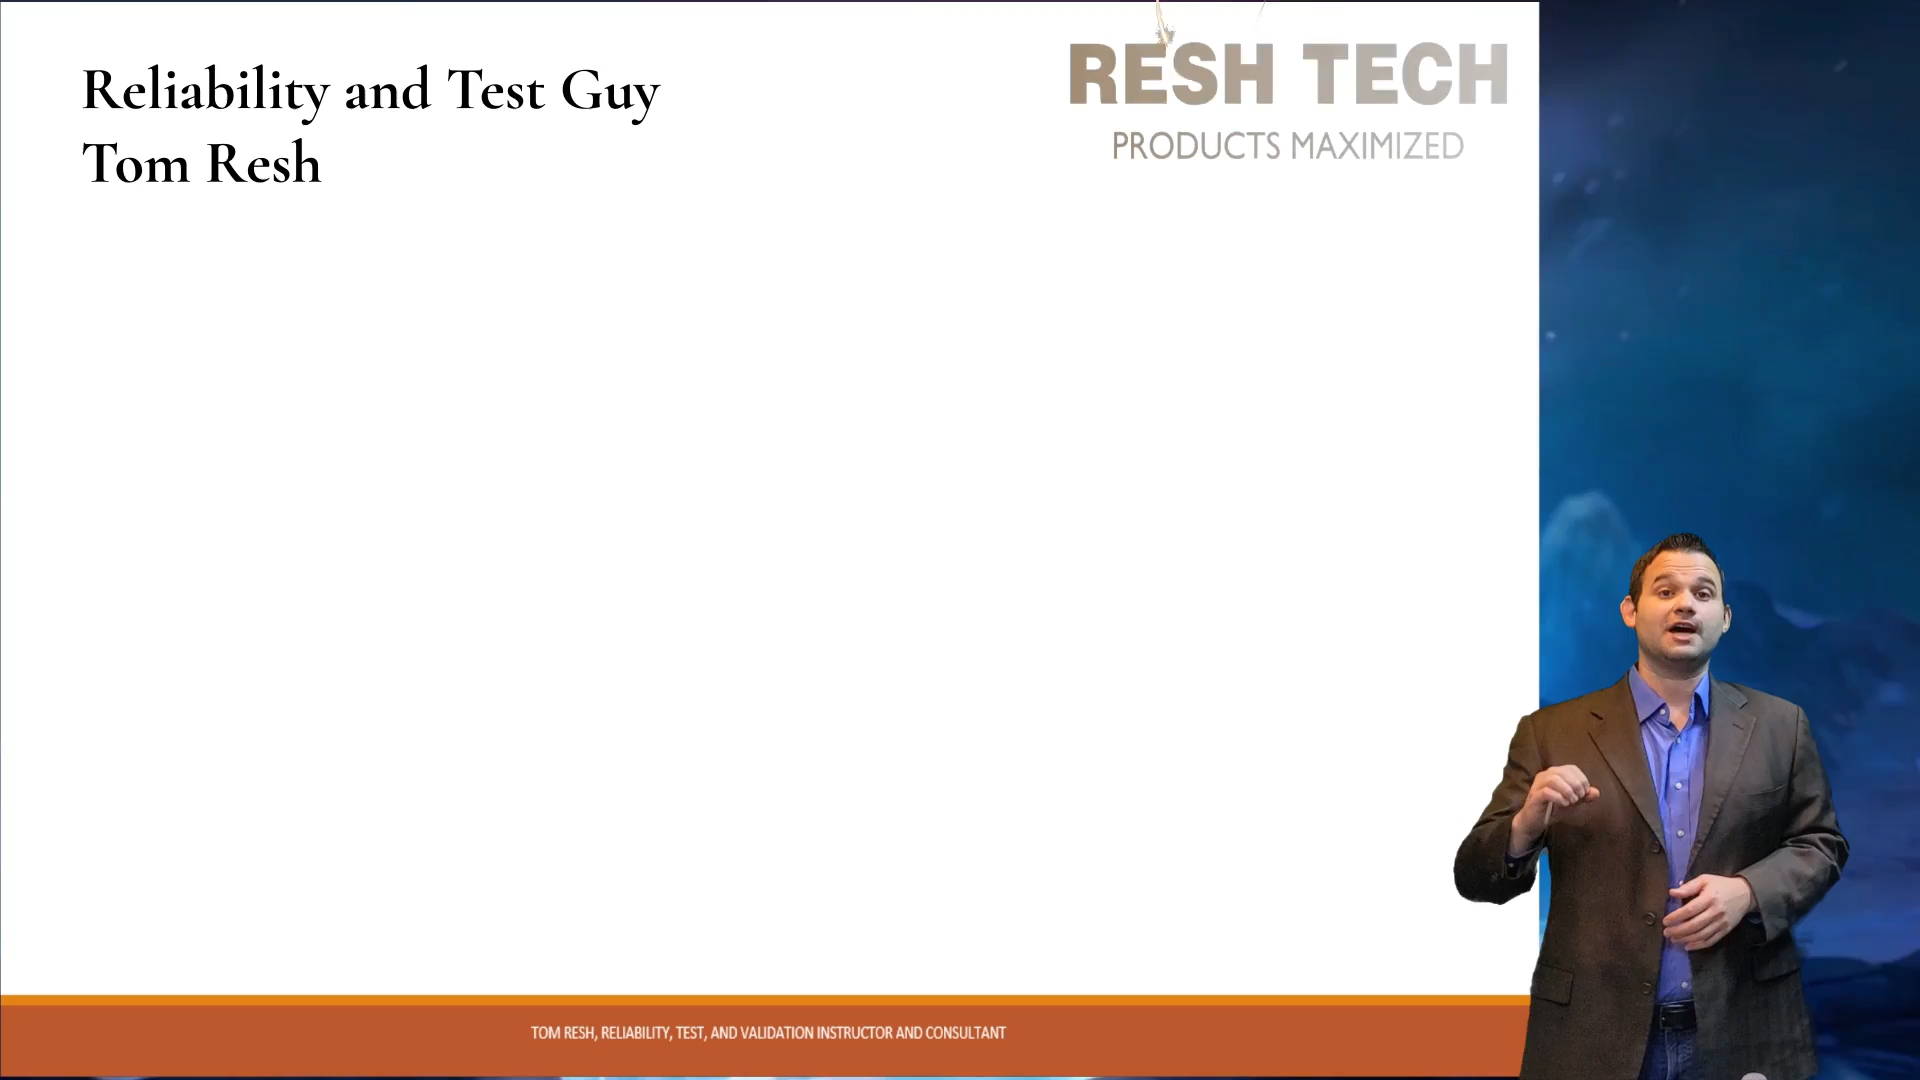 Reliability and Test Guy
Tom Resh
RESH TECH
PRODUCTS MAXIMIZED
TOM RESH, RELIABILITY, TEST, AND VALIDATION INSTRUCTOR AND CONSULTANT